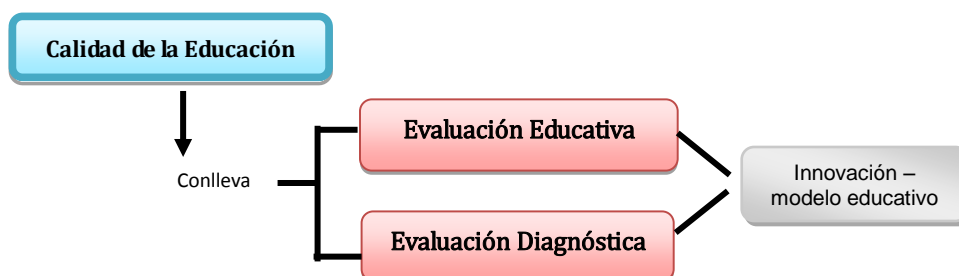 Calidad de la Educación
Evaluación Educativa
Conlleva
Innovación –
modelo educativo
Evaluación Diagnóstica